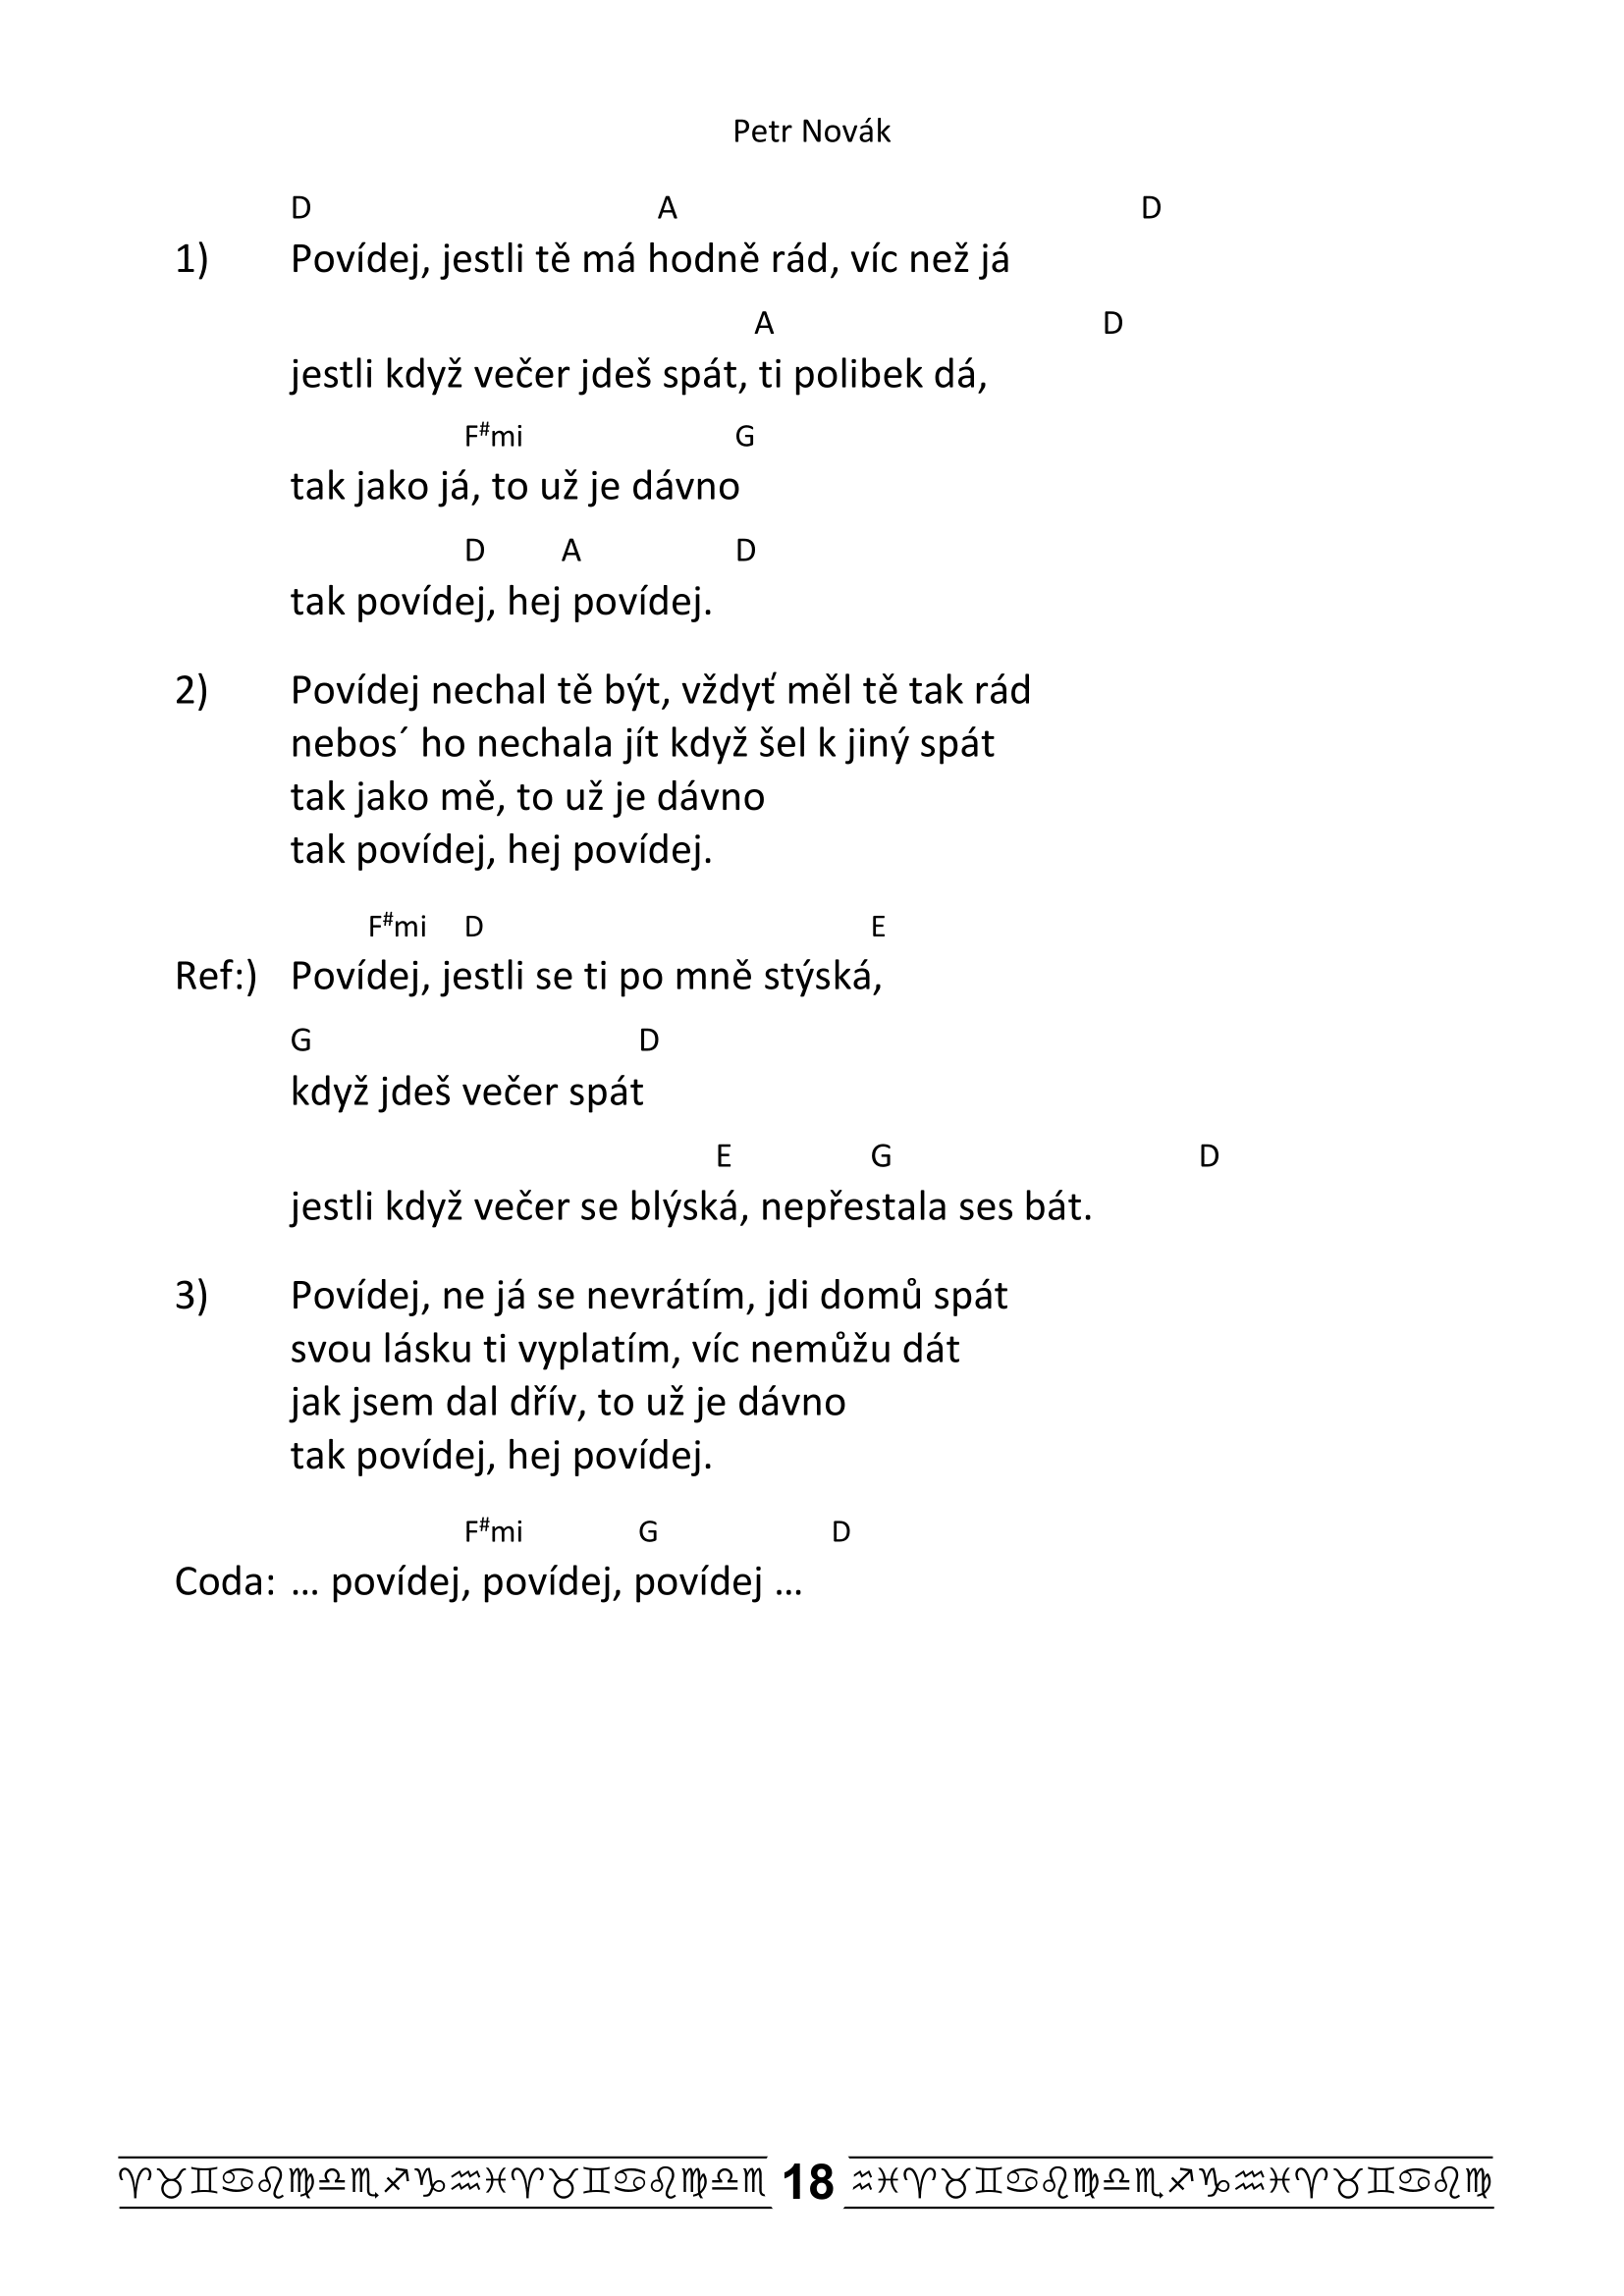 Petr Novák
D A D
1) Povídej, jestli tě má hodně rád, víc než já
A D
jestli když večer jdeš spát, ti polibek dá,
F#mi G
tak jako já, to už je dávno
D A D
tak povídej, hej povídej.
2) Povídej nechal tě být, vždyť měl tě tak rád
nebos´ ho nechala jít když šel k jiný spát
tak jako mě, to už je dávno
tak povídej, hej povídej.
F#mi D E
Ref:) Povídej, jestli se ti po mně stýská,
G D
když jdeš večer spát
E G D
jestli když večer se blýská, nepřestala ses bát.
3) Povídej, ne já se nevrátím, jdi domů spát
svou lásku ti vyplatím, víc nemůžu dát
jak jsem dal dřív, to už je dávno
tak povídej, hej povídej.
F#mi G D
Coda: ... povídej, povídej, povídej ...
♈♉♊♋♌♍♎♏♐♑♒♓♈♉♊♋♌♍♎♏ 18 ♒♓♈♉♊♋♌♍♎♏♐♑♒♓♈♉♊♋♌♍